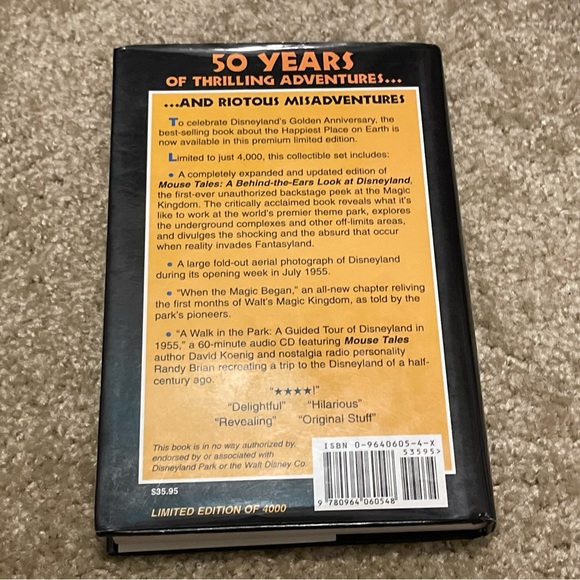 50 YEARS
OF THRILLING ADVENTURES...
...AND RIOTOUS MISADVENTURES
To celebrate Disneyland's Golden Anniversary, the
best-selling book about the Happiest Place on Earth is
now available in this premium limited edition.
Limited to just 4,000, this collectible set includes:
• A completely expanded and updated edition of
Mouse Tales: A Behind-the-Ears Look at Disneyland,
the first-ever unauthorized backstage peek at the Magic
Kingdom. The critically acclaimed book reveals what it's
like to work at the world's premier theme park, explores
the underground complexes and other off-limits areas,
and divulges the shocking and the absurd that occur
when reality invades Fantasyland.
• A large fold-out aerial photograph of Disneyland
during its opening week in July 1955.
• "When the Magic Began," an all-new chapter reliving
the first months of Walt's Magic Kingdom, as told by the
park's pioneers.
• "A Walk in the Park: A Guided Tour of Disneyland in
1955," a 60-minute audio CD featuring Mouse Tales
author David Koenig and nostalgia radio personality
Randy Brian recreating a trip to the Disneyland of a half-
century ago.
"★★★★!"
"Delightful" "Hilarious"
"Revealing" "Original Stuff"
This book is in no way authorized by,
endorsed by or associated with
Disneyland Park or the Walt Disney Co.
ISBN 0-9640605-4-X
53595>
9 780964 060548
$35.95
LIMITED EDITION OF 4000